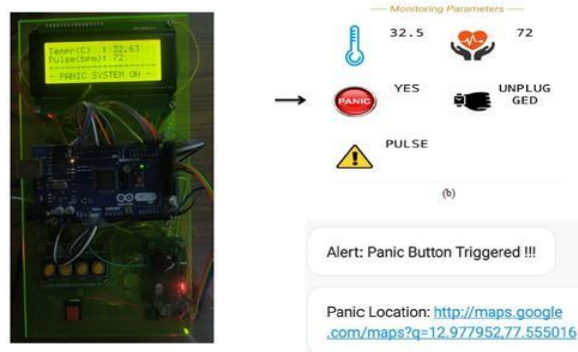 Tempr(C) : 32.63
Pulse(bpm): 72
- PANIC SYSTEM ON -
Monitoring Parameters
32.5
72
PANIC
YES
UNPLUG
GED
PULSE
(b)
Alert: Panic Button Triggered !!!
Panic Location: http://maps.google
.com/maps?q=12.977952,77.555016